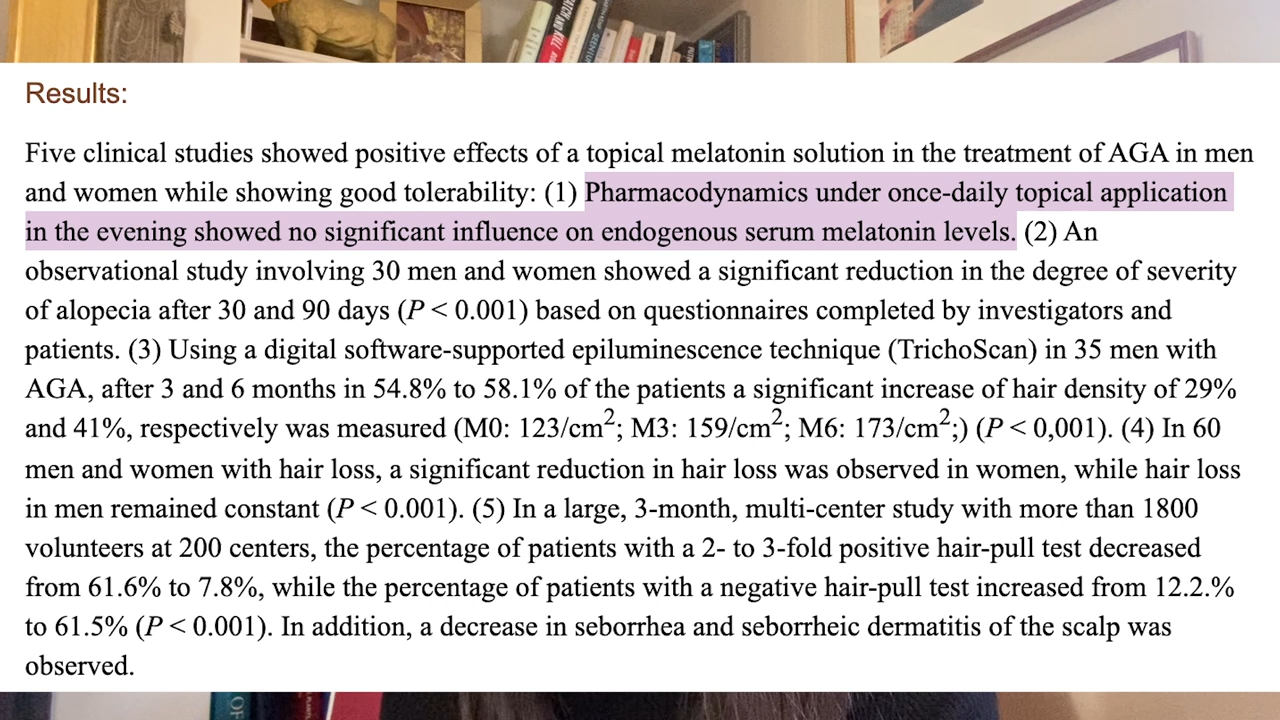 ATCH AND KILL
Results:
Five clinical studies showed positive effects of a topical melatonin solution in the treatment of AGA in men
and women while showing good tolerability: (1) Pharmacodynamics under once-daily topical application
in the evening showed no significant influence on endogenous serum melatonin levels. (2) An
observational study involving 30 men and women showed a significant reduction in the degree of severity
of alopecia after 30 and 90 days (P < 0.001) based on questionnaires completed by investigators and
patients. (3) Using a digital software-supported epiluminescence technique (TrichoScan) in 35 men with
AGA, after 3 and 6 months in 54.8% to 58.1% of the patients a significant increase of hair density of 29%
and 41%, respectively was measured (M0: 123/cm²; M3: 159/cm²; M6: 173/cm²;) (P < 0,001). (4) In 60
men and women with hair loss, a significant reduction in hair loss was observed in women, while hair loss
in men remained constant (P < 0.001). (5) In a large, 3-month, multi-center study with more than 1800
volunteers at 200 centers, the percentage of patients with a 2- to 3-fold positive hair-pull test decreased
from 61.6% to 7.8%, while the percentage of patients with a negative hair-pull test increased from 12.2.%
to 61.5% (P < 0.001). In addition, a decrease in seborrhea and seborrheic dermatitis of the scalp was
observed.
OF